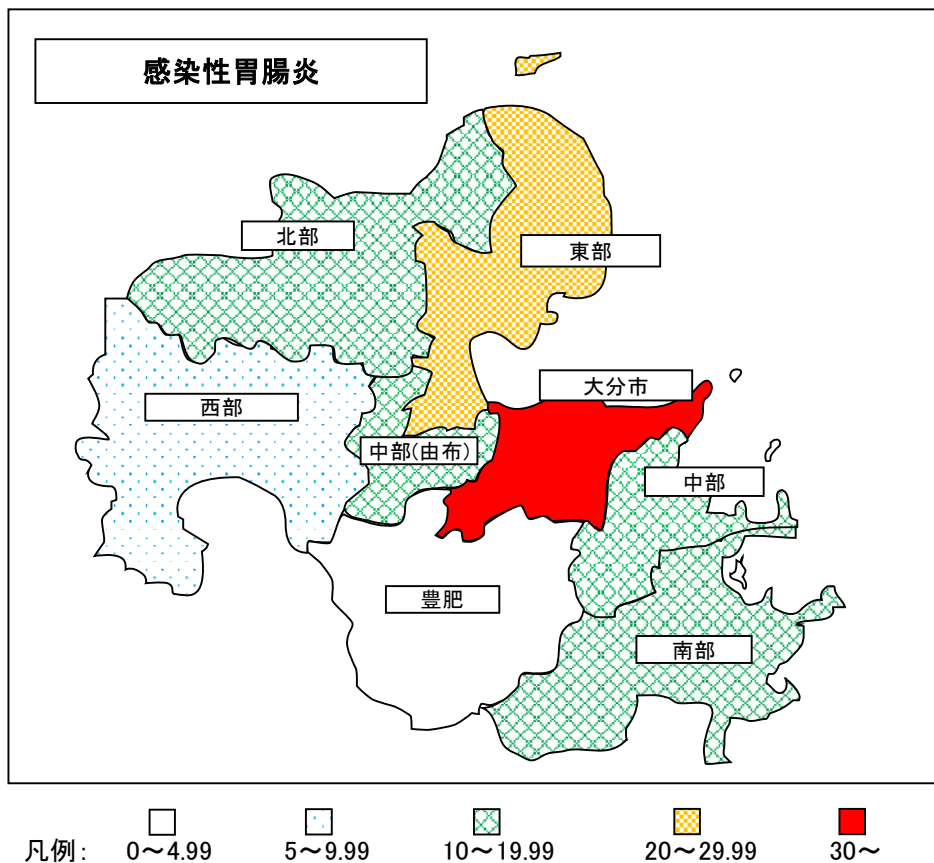 感染性胃腸炎
北部
東部
大分市
西部
中部(由布)
中部
豊肥
南部
凡例: 0～4.99 5～9.99 10～19.99 20～29.99 30～